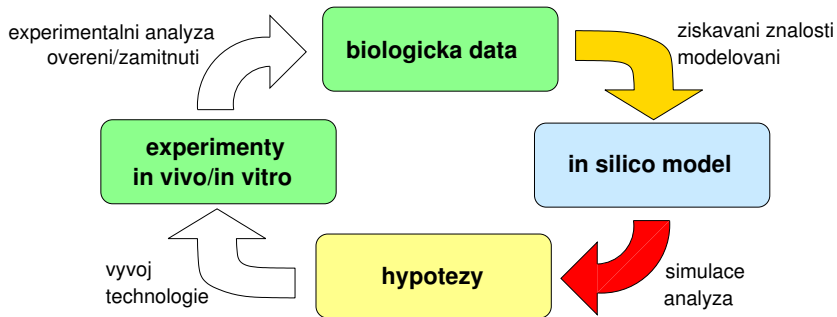 experimentalni analyza
overeni/zamitnuti
biologicka data
ziskavani znalosti
modelovani
experimenty
in vivo/in vitro
in silico model
vyvoj
technologie
hypotezy
simulace
analyza